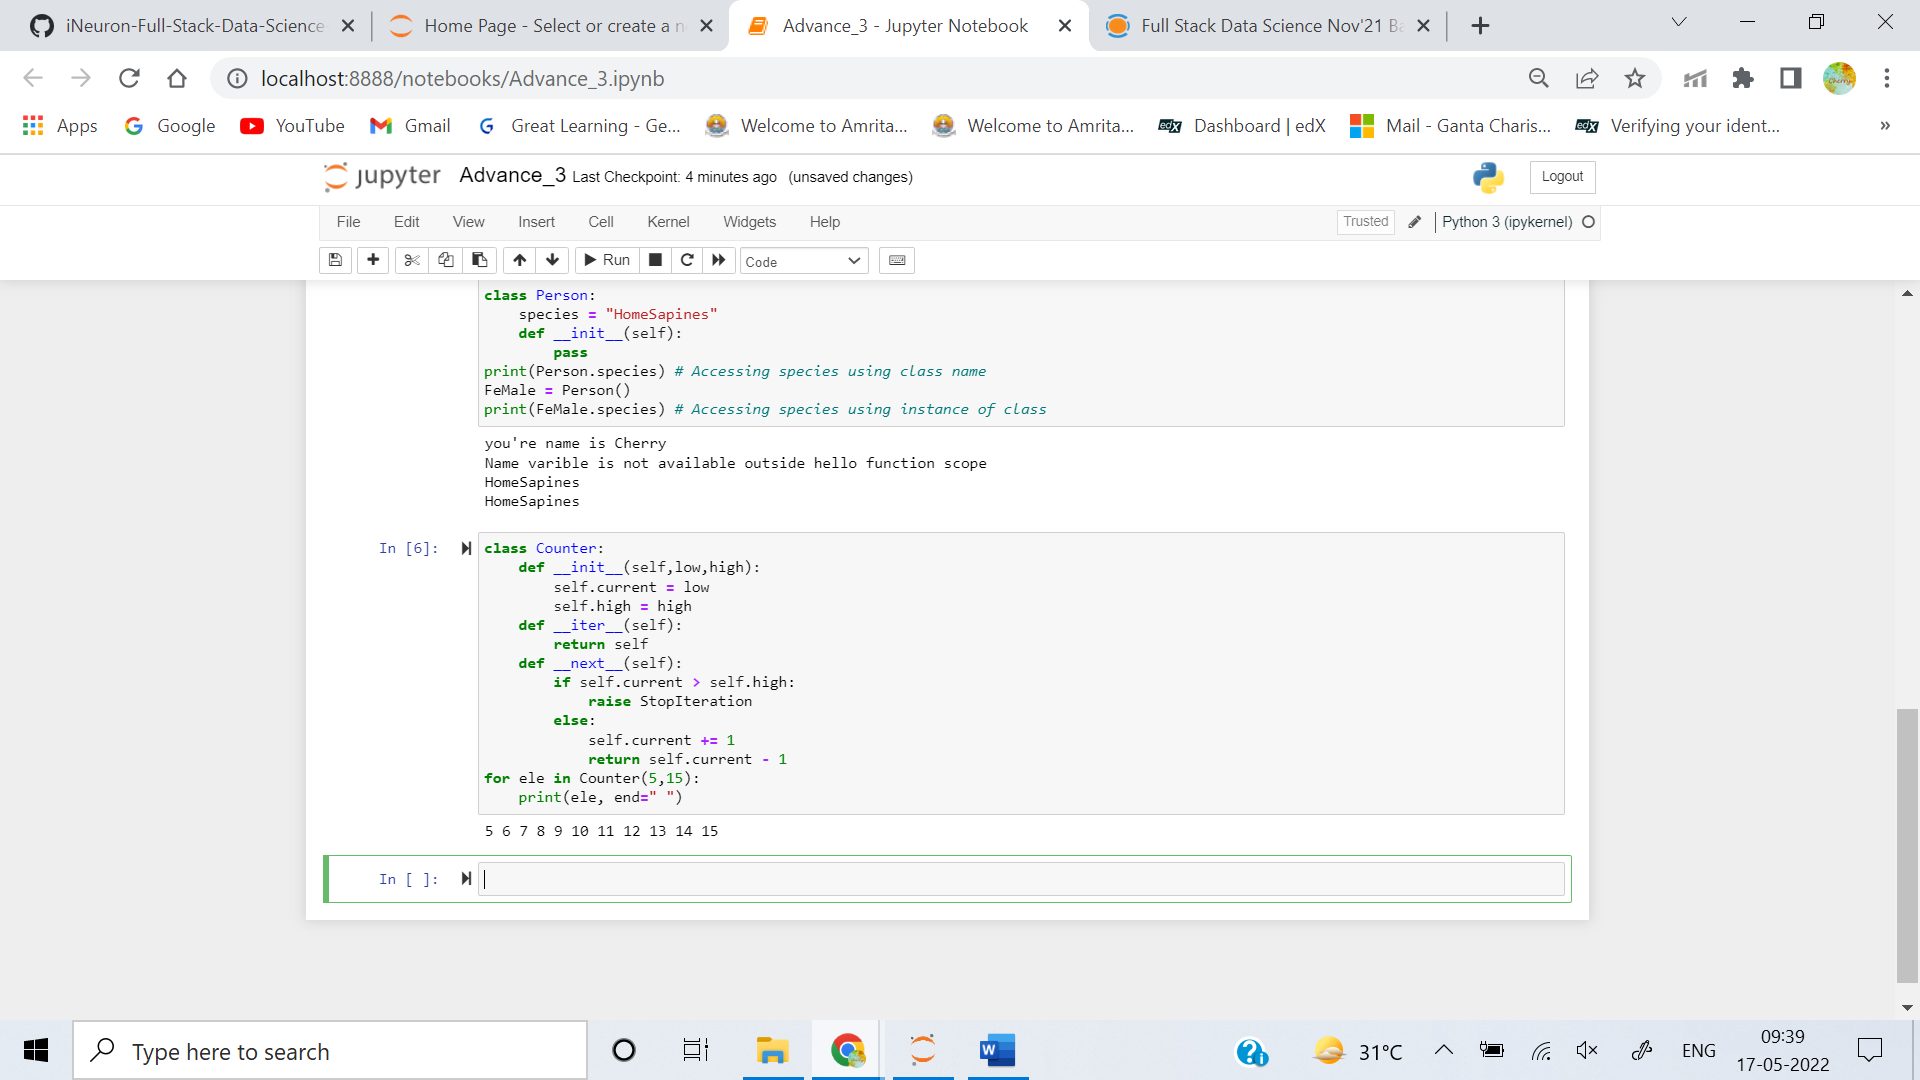 iNeuron-Full-Stack-Data-Science
Home Page - Select or create a n
Advance_3 - Jupyter Notebook
Full Stack Data Science Nov'21 Ba
localhost:8888/notebooks/Advance_3.ipynb
Apps
Google
YouTube
Gmail
Great Learning - Ge...
Welcome to Amrita...
Welcome to Amrita...
edX Dashboard | edX
Mail - Ganta Charis...
edX Verifying your ident...
»
jupyter Advance_3 Last Checkpoint: 4 minutes ago (unsaved changes)
Logout
File Edit View Insert Cell Kernel Widgets Help
Trusted
Python 3 (ipykernel)
Run
Code
class Person:
    species = "HomeSapines"
    def __init__(self):
        pass
print(Person.species) # Accessing species using class name
FeMale = Person()
print(FeMale.species) # Accessing species using instance of class
you're name is Cherry
Name varible is not available outside hello function scope
HomeSapines
HomeSapines
In [6]:
class Counter:
    def __init__(self,low,high):
        self.current = low
        self.high = high
    def __iter__(self):
        return self
    def __next__(self):
        if self.current > self.high:
            raise StopIteration
        else:
            self.current += 1
            return self.current - 1
for ele in Counter(5,15):
    print(ele, end=" ")
5 6 7 8 9 10 11 12 13 14 15
In [ ]:
Type here to search
31°C
ENG
09:39
17-05-2022